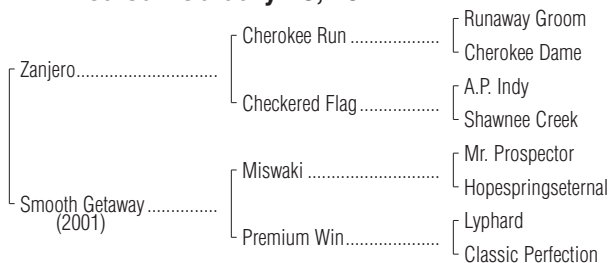 Runaway Groom
Cherokee Run ...................
Cherokee Dame
Zanjero..............................
A.P. Indy
Checkered Flag.................
Shawnee Creek
Mr. Prospector
Miswaki ............................
Hopespringseternal
Smooth Getaway ...............
(2001)
Lyphard
Premium Win....................
Classic Perfection